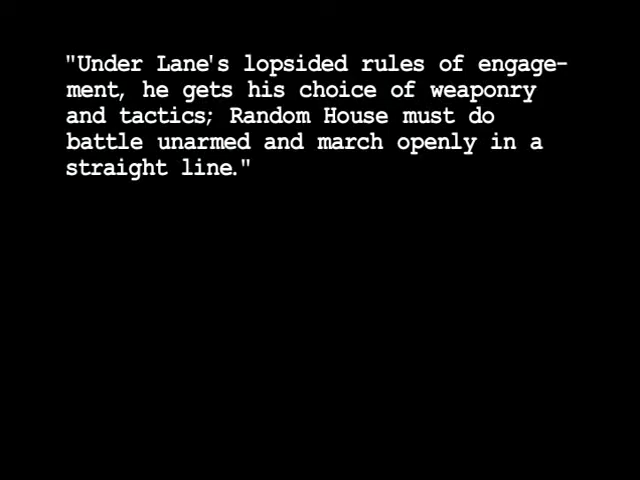 "Under Lane's lopsided rules of engage-
ment, he gets his choice of weaponry
and tactics; Random House must do
battle unarmed and march openly in a
straight line."